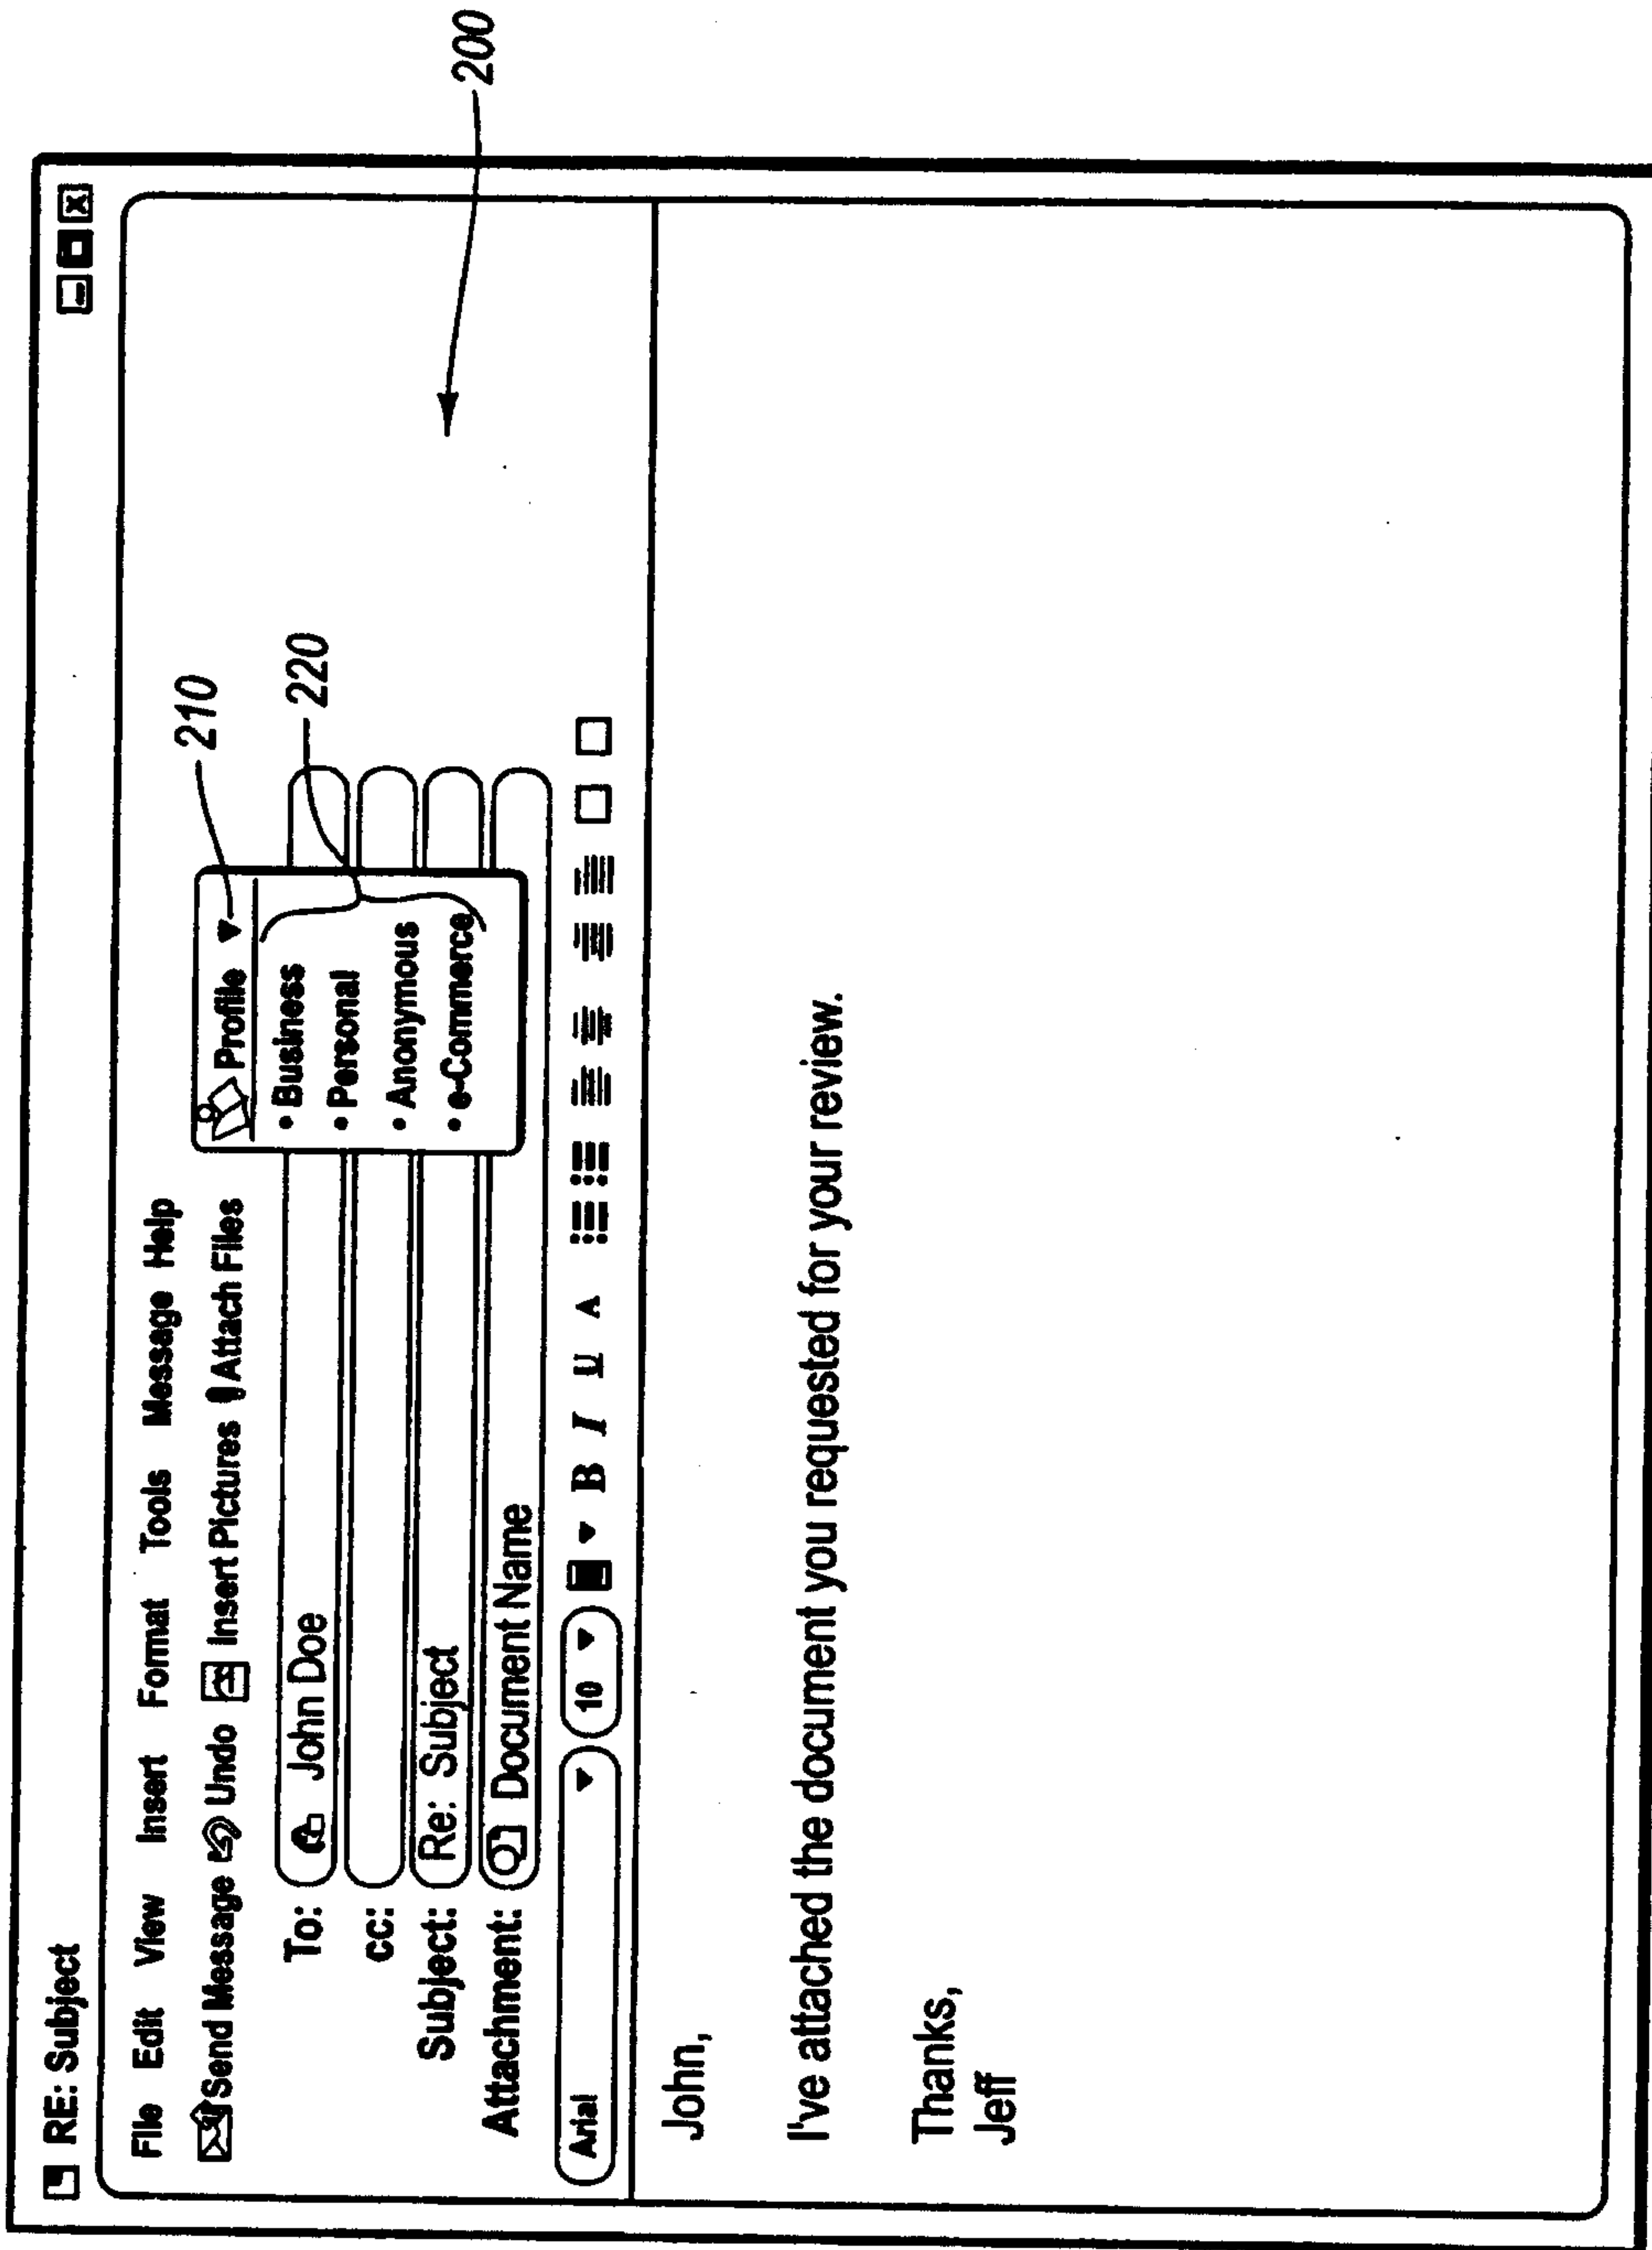 RE: Subject
File Edit View Insert Format Tools Message Help
Send Message Undo Insert Pictures Attach Files
Profile
210
To: John Doe
• Business
220
cc:
• Personal
Subject: Re: Subject
• Anonymous
200
Attachment: Document Name
• e-Commerce
Arial 10 B I U A
John,
I've attached the document you requested for your review.
Thanks,
Jeff